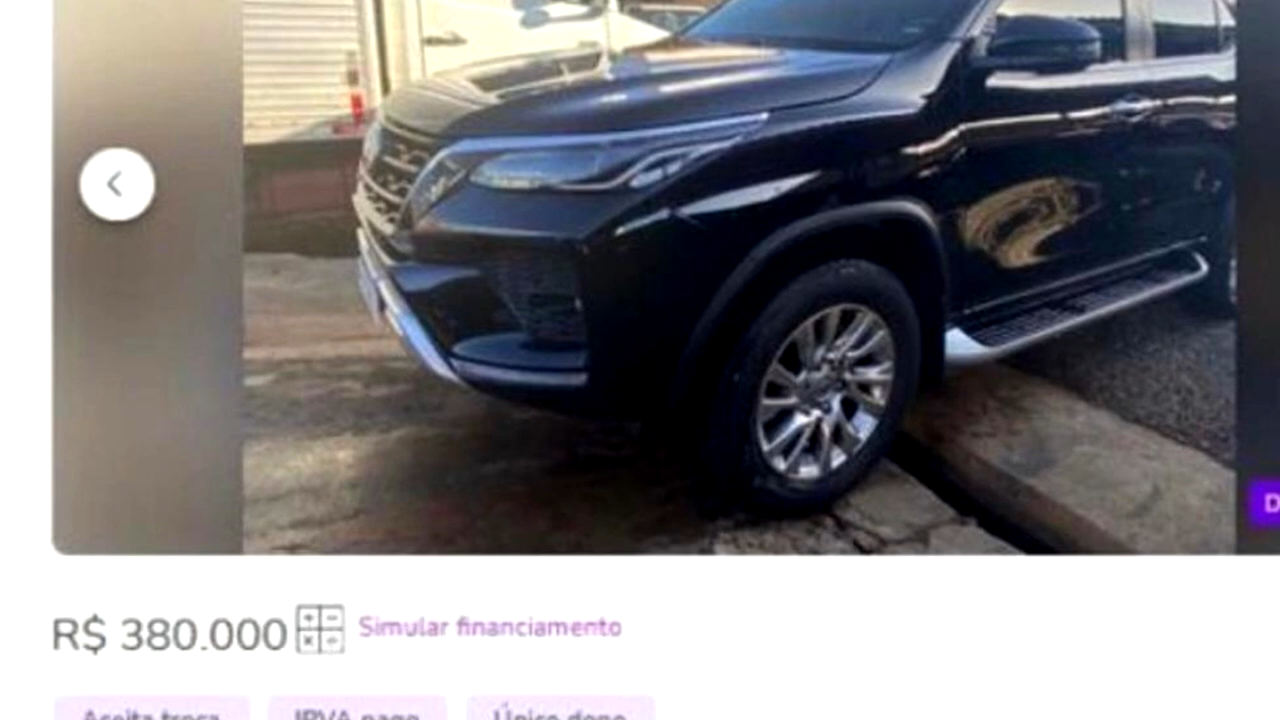 D
R$ 380.000 Simular financiamento
Aceita troca IPVA pago Único dono